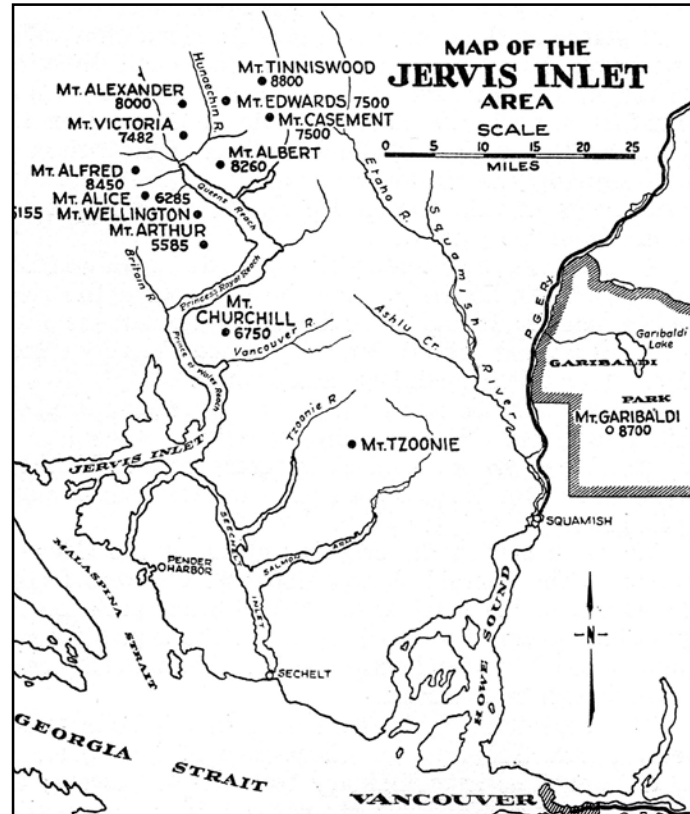 MAP OF THE
JERVIS INLET
AREA
SCALE
0 5 10 15 20 25
MILES
MT. TINNISWOOD
8800
MT. ALEXANDER
8000
Hunaechin R.
MT. EDWARDS 7500
MT. CASEMENT
7500
MT. VICTORIA
7482
MT. ALBERT
8260
MT. ALFRED
8450
MT. ALICE 6285
5155 MT. WELLINGTON
MT. ARTHUR
5585
Queens Reach
Princess Royal Reach
Britain R.
Prince of Wales Reach
MT.
CHURCHILL
6750
Vancouver R.
Elaho R.
Squamish River
Ashlu Cr.
P.G.E.Ry.
Garibaldi
Lake
GARIBALDI
PARK
MT. GARIBALDI
8700
Tzoonie R.
MT. TZOONIE
JERVIS INLET
SEECHELT
INLET
SALMON ARM
SQUAMISH
PENDER
HARBOR
MALASPINA
STRAIT
SECHELT
HOWE SOUND
N
GEORGIA STRAIT
VANCOUVER